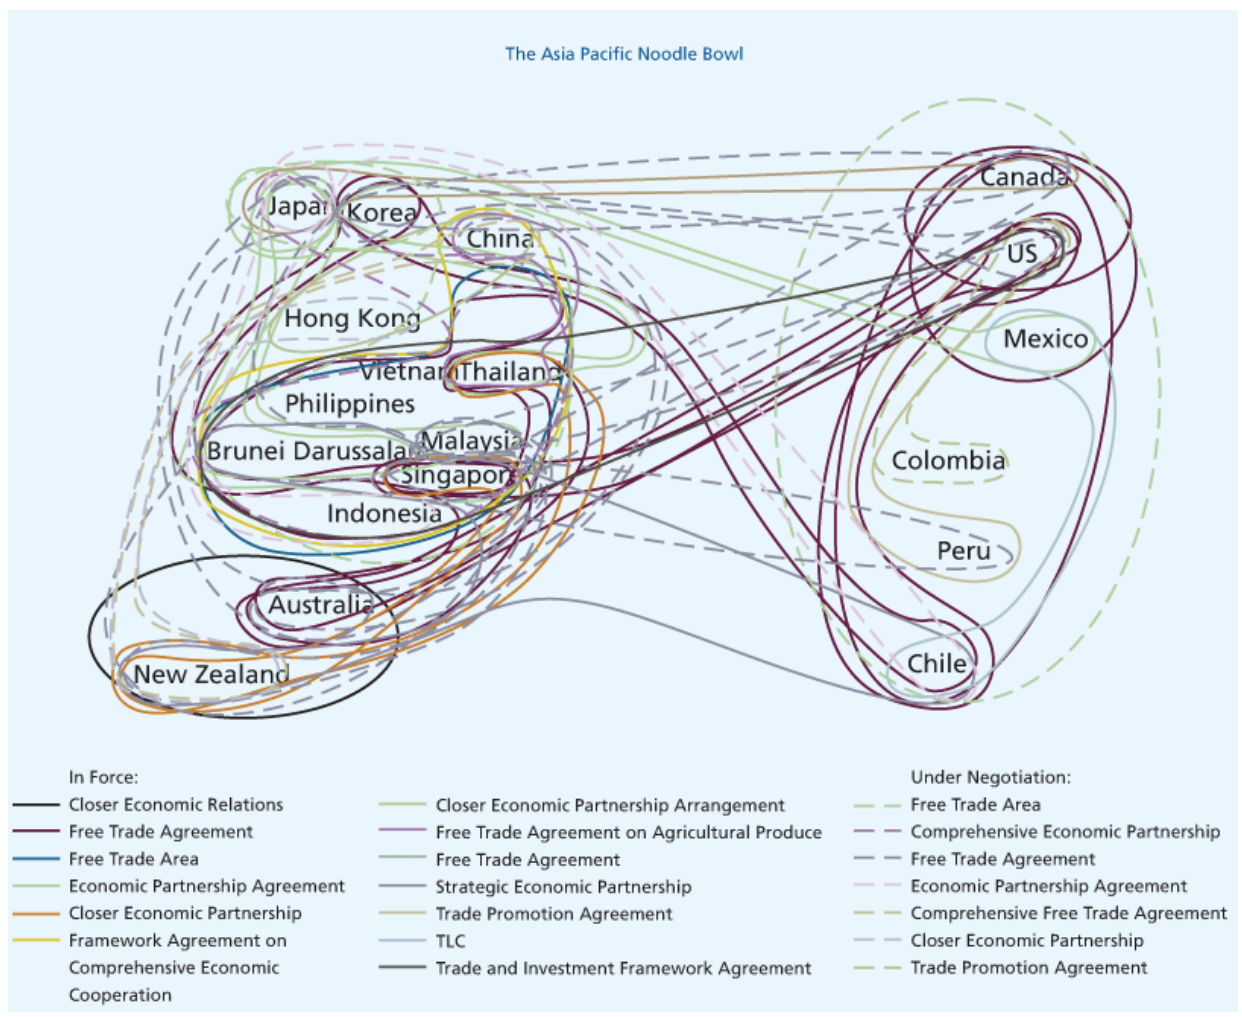 The Asia Pacific Noodle Bowl
Canada
Japan
Korea
China
US
Hong Kong
Mexico
Vietnam
Thailand
Philippines
Brunei Darussala
Malaysia
Colombia
Singapor
Indonesia
Peru
Australia
Chile
New Zealand
In Force:
Closer Economic Relations
Free Trade Agreement
Free Trade Area
Economic Partnership Agreement
Closer Economic Partnership
Framework Agreement on
Comprehensive Economic
Cooperation
Closer Economic Partnership Arrangement
Free Trade Agreement on Agricultural Produce
Free Trade Agreement
Strategic Economic Partnership
Trade Promotion Agreement
TLC
Trade and Investment Framework Agreement
Under Negotiation:
Free Trade Area
Comprehensive Economic Partnership
Free Trade Agreement
Economic Partnership Agreement
Comprehensive Free Trade Agreement
Closer Economic Partnership
Trade Promotion Agreement